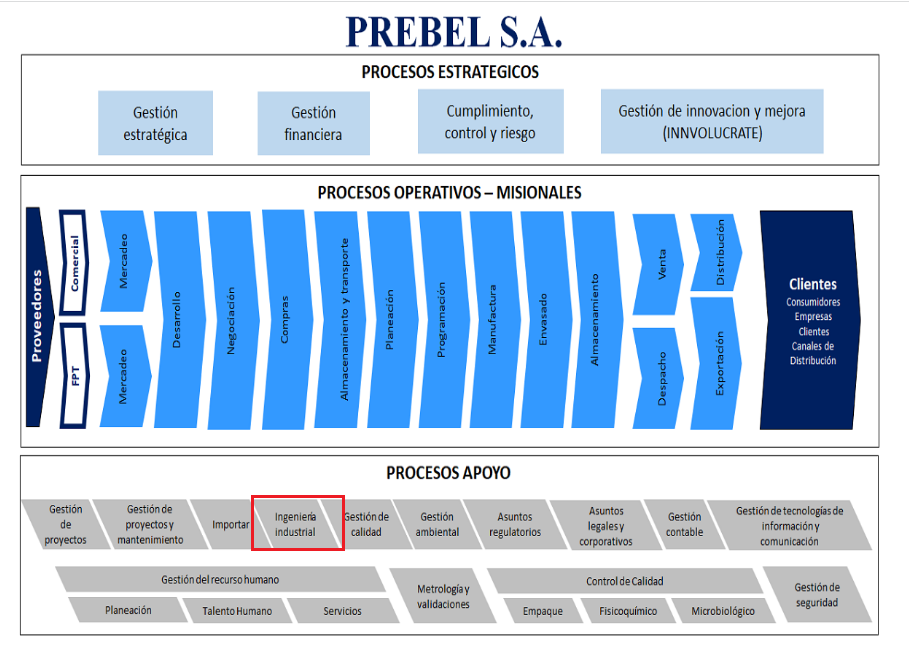 PREBEL S.A.
PROCESOS ESTRATEGICOS
Gestión
estratégica
Gestión
financiera
Cumplimiento,
control y riesgo
Gestión de innovacion y mejora
(INNVOLUCRATE)
PROCESOS OPERATIVOS – MISIONALES
Proveedores
Comercial
FPT
Mercadeo
Mercadeo
Desarrollo
Negociación
Compras
Almacenamiento y transporte
Planeación
Programación
Manufactura
Envasado
Almacenamiento
Venta
Despacho
Distribución
Exportación
Clientes
Consumidores
Empresas
Clientes
Canales de
Distribución
PROCESOS APOYO
Gestión
de
proyectos
Gestión de
proyectos y
mantenimiento
Importar
Ingeniería
industrial
Gestión de
calidad
Gestión
ambiental
Asuntos
regulatorios
Asuntos
legales y
corporativos
Gestión
contable
Gestión de tecnologías de
información y
comunicación
Gestión del recurso humano
Planeación
Talento Humano
Servicios
Metrología y
validaciones
Control de Calidad
Empaque
Fisicoquímico
Microbiológico
Gestión de
seguridad